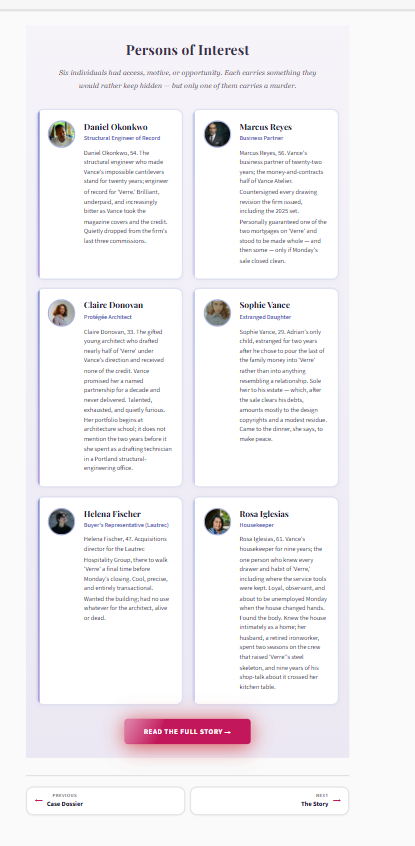 Persons of Interest
Six individuals had access, motive, or opportunity. Each carries something they
would rather keep hidden — but only one of them carries a murder.
Daniel Okonkwo
Structural Engineer of Record
Daniel Okonkwo, 54. The
structural engineer who made
Vance's impossible cantilevers
stand for twenty years; engineer
of record for 'Verre.' Brilliant,
underpaid, and increasingly
bitter as Vance took the
magazine covers and the credit.
Quietly dropped from the firm's
last three commissions.
Marcus Reyes
Business Partner
Marcus Reyes, 56. Vance's
business partner of twenty-two
years; the money-and-contracts
half of Vance Atelier.
Countersigned every drawing
revision the firm issued,
including the 2025 set.
Personally guaranteed one of the
two mortgages on 'Verre' and
stood to be made whole — and
then some — only if Monday's
sale closed clean.
Claire Donovan
Protégée Architect
Claire Donovan, 33. The gifted
young architect who drafted
nearly half of 'Verre' under
Vance's direction and received
none of the credit. Vance
promised her a named
partnership for a decade and
never delivered. Talented,
exhausted, and quietly furious.
Her portfolio begins at
architecture school; it does not
mention the two years before it
she spent as a drafting technician
in a Portland structural-
engineering office.
Sophie Vance
Estranged Daughter
Sophie Vance, 29. Adrian's only
child, estranged for two years
after he chose to pour the last of
the family money into 'Verre'
rather than into anything
resembling a relationship. Sole
heir to his estate — which, after
the sale clears his debts,
amounts mostly to the design
copyrights and a modest residue.
Came to the dinner, she says, to
make peace.
Helena Fischer
Buyer's Representative (Lautrec)
Helena Fischer, 47. Acquisitions
director for the Lautrec
Hospitality Group, there to walk
'Verre' a final time before
Monday's closing. Cool, precise,
and entirely transactional.
Wanted the building; had no use
whatever for the architect, alive
or dead.
Rosa Iglesias
Housekeeper
Rosa Iglesias, 61. Vance's
housekeeper for nine years; the
one person who knew every
drawer and habit of 'Verre,'
including where the service tools
were kept. Loyal, observant, and
about to be unemployed Monday
when the house changed hands.
Found the body. Knew the house
intimately as a home; her
husband, a retired ironworker,
spent two seasons on the crew
that raised 'Verre''s steel
skeleton, and nine years of his
shop-talk about it crossed her
kitchen table.
READ THE FULL STORY →
← PREVIOUS
Case Dossier
NEXT →
The Story